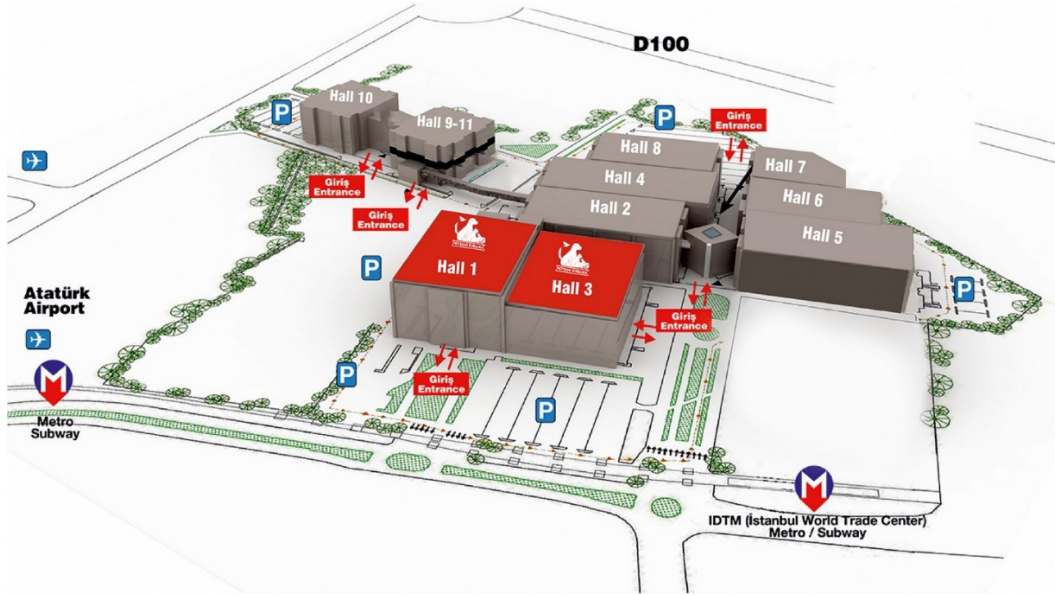 D100
Hall 10
P
Hall 9-11
P
Giriş
Entrance
Hall 8
Hall 7
Hall 4
Hall 6
Giriş
Entrance
Giriş
Entrance
Hall 2
Hall 5
Hall 1
Hall 3
P
P
Atatürk
Airport
Giriş
Entrance
M
Metro
Subway
P
Giriş
Entrance
P
M
IDTM (İstanbul World Trade Center)
Metro / Subway